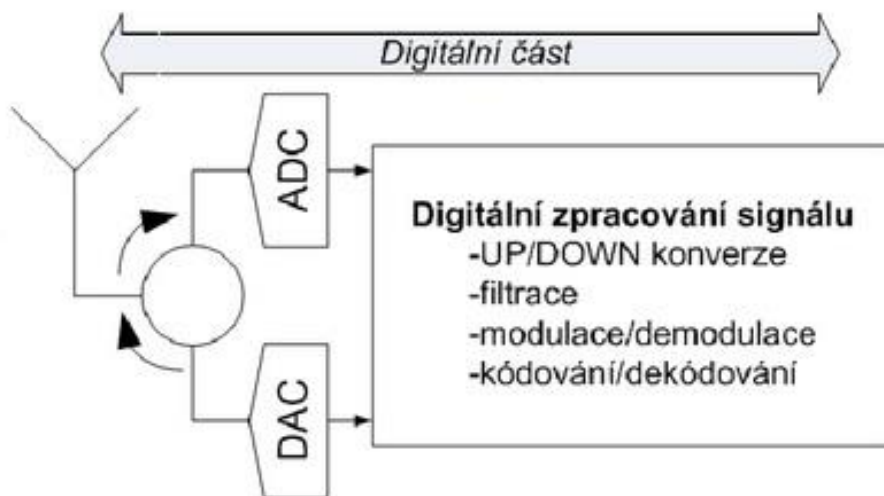 Digitální část
ADC
Digitální zpracování signálu
-UP/DOWN konverze
-filtrace
-modulace/demodulace
-kódování/dekódování
DAC